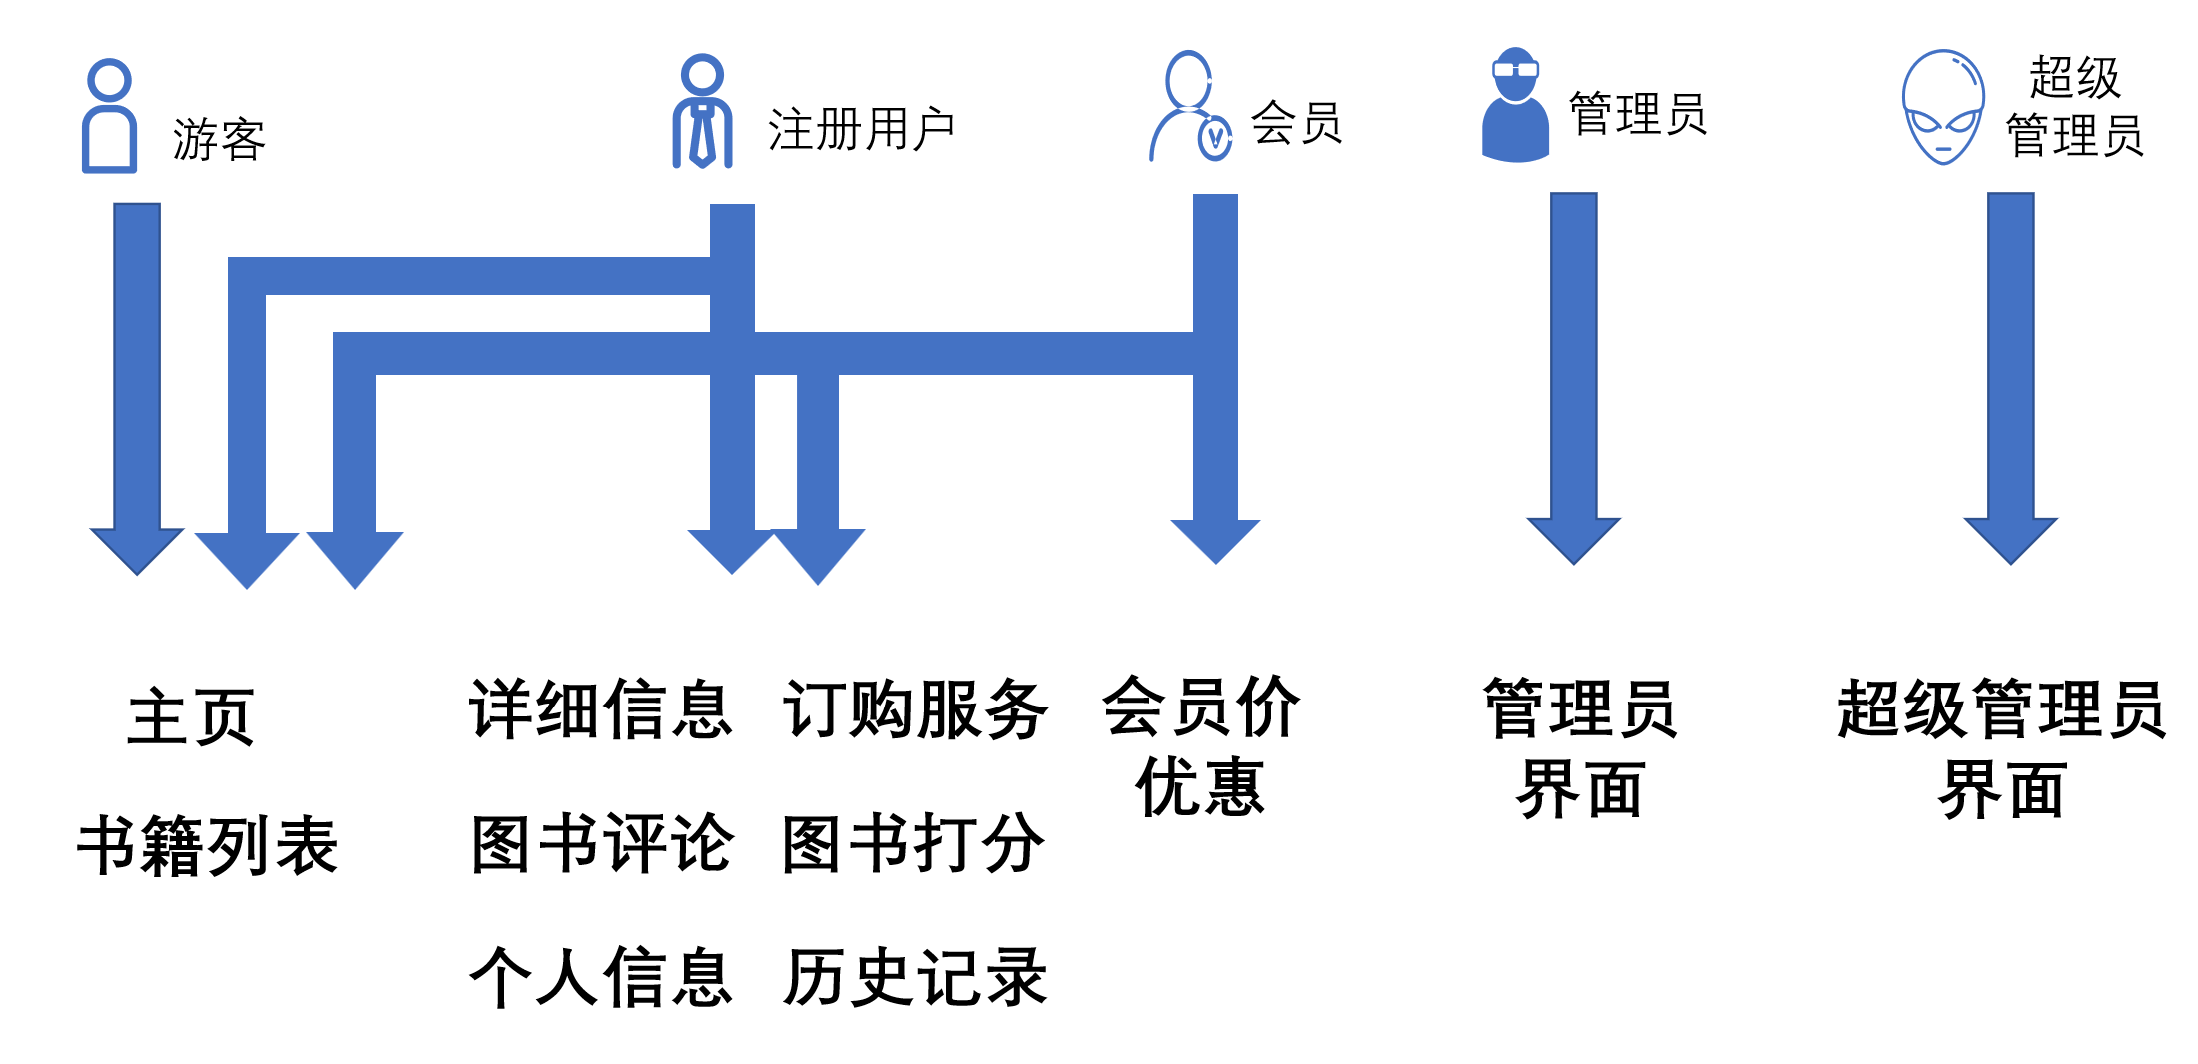 游客
注册用户
会员
管理员
超级
管理员
主页
书籍列表
详细信息
订购服务
图书评论
图书打分
个人信息
历史记录
会员价
优惠
管理员
界面
超级管理员
界面